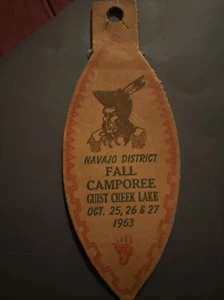 NAVAJO DISTRICT
FALL
CAMPOREE
GUIST CREEK LAKE
OCT. 25, 26 & 27
1963